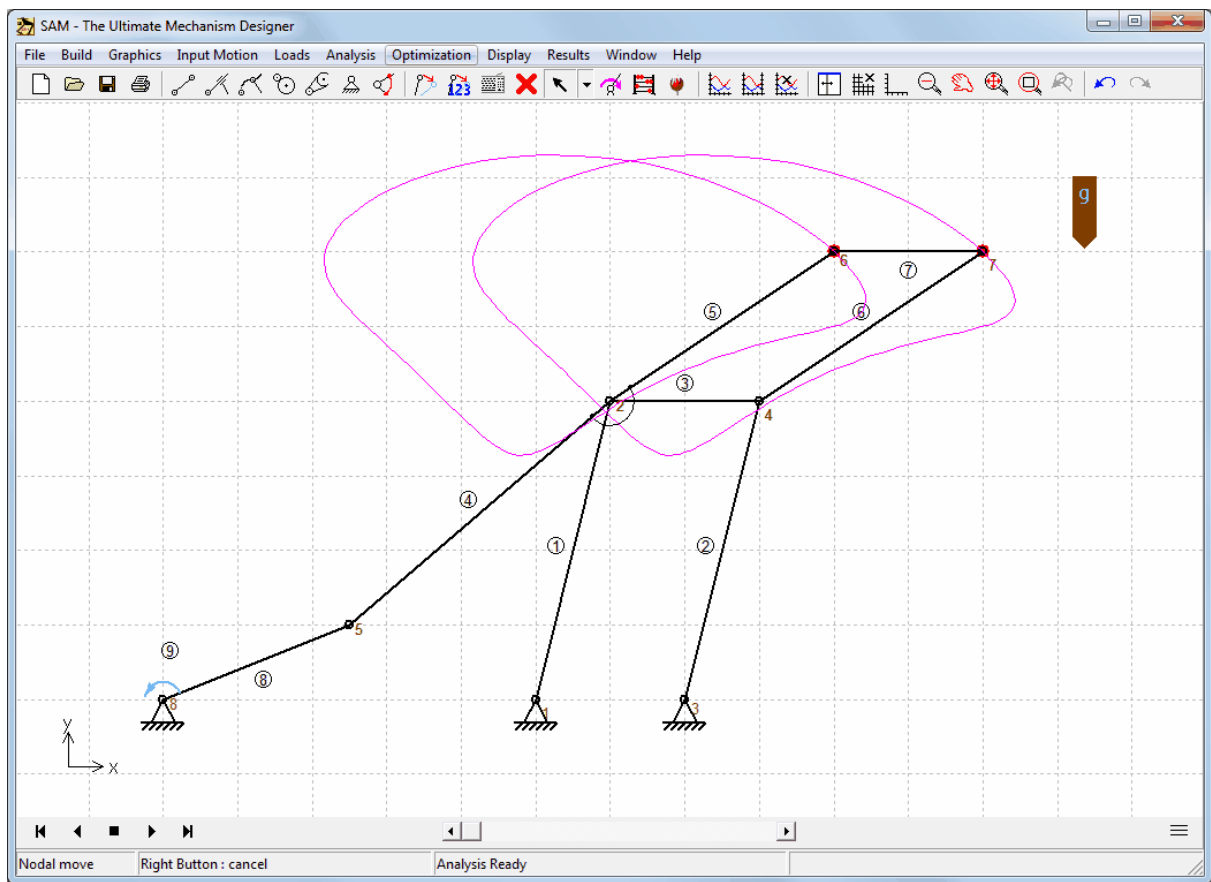 SAM - The Ultimate Mechanism Designer
File Build Graphics Input Motion Loads Analysis Optimization Display Results Window Help
123
g
6 7
⑦
⑤ ⑥
③
2 4
④
① ②
5
⑨
⑧
8 1 3
y
x
Nodal move Right Button : cancel Analysis Ready